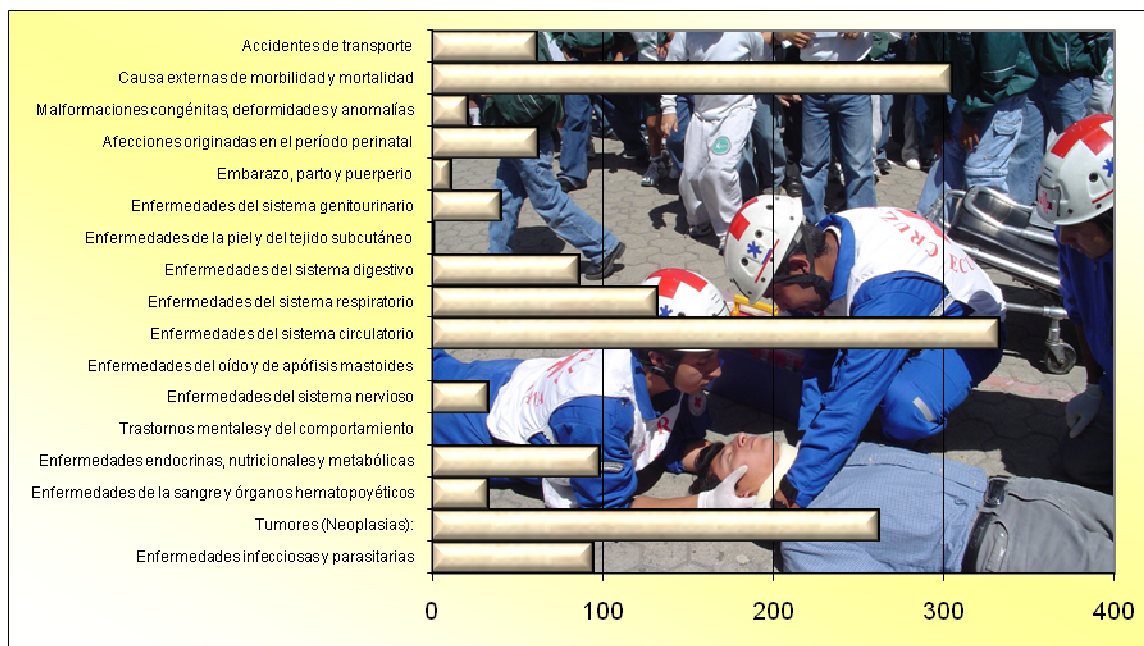 Accidentes de transporte
Causa externas de morbilidad y mortalidad
Malformaciones congénitas, deformidades y anomalías
Afecciones originadas en el período perinatal
Embarazo, parto y puerperio
Enfermedades del sistema genitourinario
Enfermedades de la piel y del tejido subcutáneo
Enfermedades del sistema digestivo
Enfermedades del sistema respiratorio
Enfermedades del sistema circulatorio
Enfermedades del oído y de apófisis mastoides
Enfermedades del sistema nervioso
Trastornos mentales y del comportamiento
Enfermedades endocrinas, nutricionales y metabólicas
Enfermedades de la sangre y órganos hematopoyéticos
Tumores (Neoplasias):
Enfermedades infecciosas y parasitarias
0 100 200 300 400
CRUZ